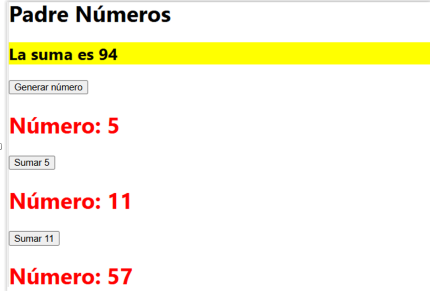 Padre Números
La suma es 94
Generar número
Número: 5
Sumar 5
Número: 11
Sumar 11
Número: 57